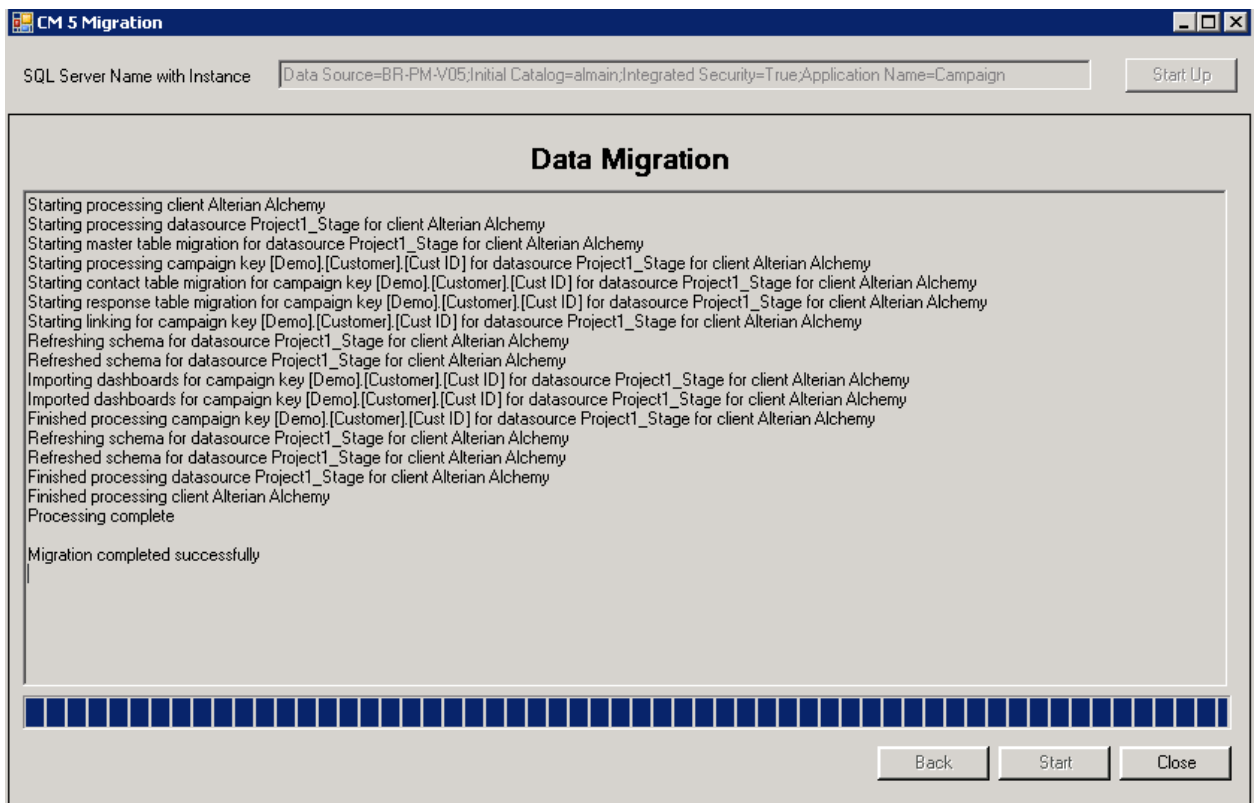 CM 5 Migration
SQL Server Name with Instance
Data Source=BR-PM-V05;Initial Catalog=almain;Integrated Security=True;Application Name=Campaign
Start Up
Data Migration
Starting processing client Alterian Alchemy
Starting processing datasource Project1_Stage for client Alterian Alchemy
Starting master table migration for datasource Project1_Stage for client Alterian Alchemy
Starting processing campaign key [Demo].[Customer].[Cust ID] for datasource Project1_Stage for client Alterian Alchemy
Starting contact table migration for campaign key [Demo].[Customer].[Cust ID] for datasource Project1_Stage for client Alterian Alchemy
Starting response table migration for campaign key [Demo].[Customer].[Cust ID] for datasource Project1_Stage for client Alterian Alchemy
Starting linking for campaign key [Demo].[Customer].[Cust ID] for datasource Project1_Stage for client Alterian Alchemy
Refreshing schema for datasource Project1_Stage for client Alterian Alchemy
Refreshed schema for datasource Project1_Stage for client Alterian Alchemy
Importing dashboards for campaign key [Demo].[Customer].[Cust ID] for datasource Project1_Stage for client Alterian Alchemy
Imported dashboards for campaign key [Demo].[Customer].[Cust ID] for datasource Project1_Stage for client Alterian Alchemy
Finished processing campaign key [Demo].[Customer].[Cust ID] for datasource Project1_Stage for client Alterian Alchemy
Refreshing schema for datasource Project1_Stage for client Alterian Alchemy
Refreshed schema for datasource Project1_Stage for client Alterian Alchemy
Finished processing datasource Project1_Stage for client Alterian Alchemy
Finished processing client Alterian Alchemy
Processing complete
Migration completed successfully
Back
Start
Close